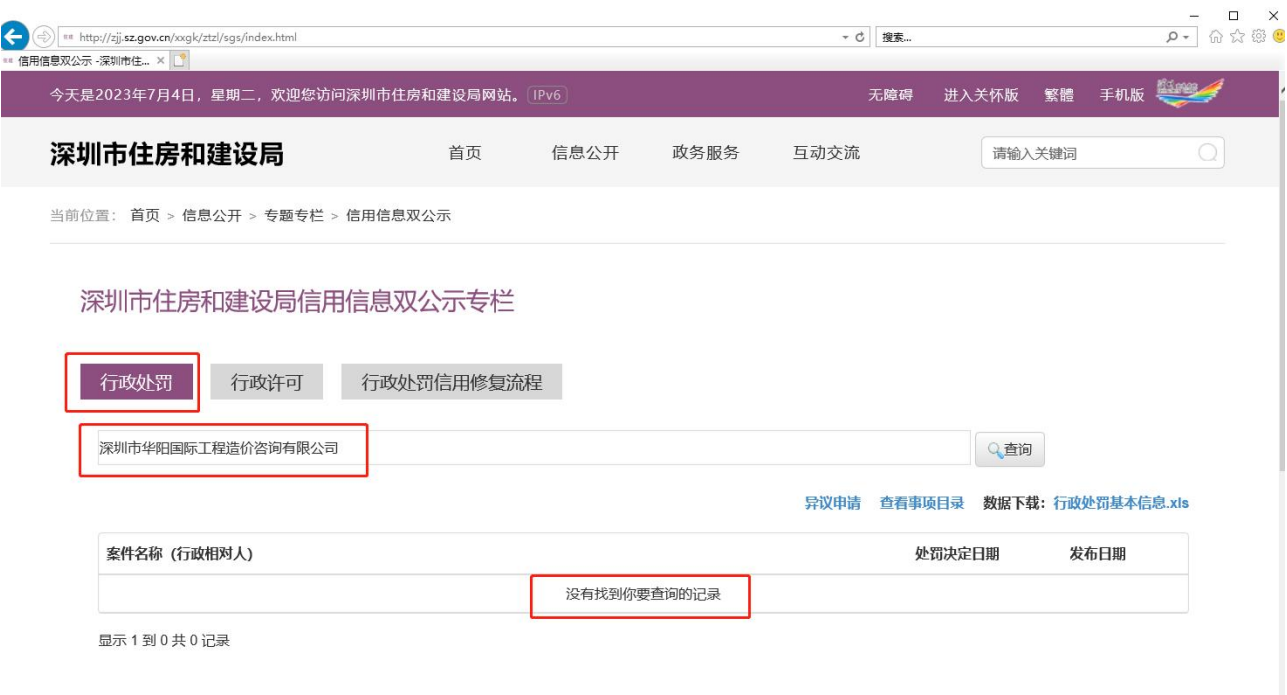 http://zjj.sz.gov.cn/xxgk/ztzl/sgs/index.html
搜索...
信用信息双公示 -深圳市住...
今天是2023年7月4日，星期二，欢迎您访问深圳市住房和建设局网站。 IPv6 无障碍 进入关怀版 繁體 手机版
深圳市住房和建设局 首页 信息公开 政务服务 互动交流 请输入关键词
当前位置： 首页 > 信息公开 > 专题专栏 > 信用信息双公示
深圳市住房和建设局信用信息双公示专栏
行政处罚 行政许可 行政处罚信用修复流程
深圳市华阳国际工程造价咨询有限公司 查询
异议申请 查看事项目录 数据下载：行政处罚基本信息.xls
案件名称（行政相对人） 处罚决定日期 发布日期
没有找到你要查询的记录
显示 1 到 0 共 0 记录